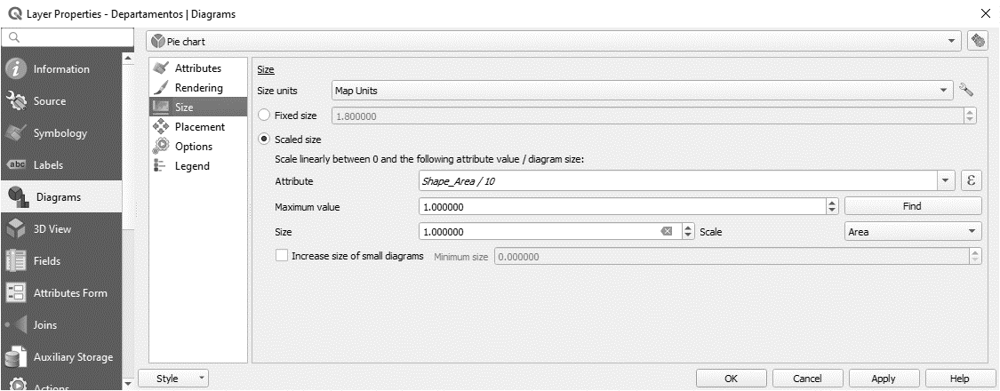 Layer Properties - Departamentos | Diagrams
Pie chart
Information
Source
Symbology
abc Labels
Diagrams
3D View
Fields
Attributes Form
Joins
Auxiliary Storage
Actions
Attributes
Rendering
Size
Placement
Options
Legend
Size
Size units Map Units
Fixed size 1.800000
Scaled size
Scale linearly between 0 and the following attribute value / diagram size:
Attribute Shape_Area / 10 ε
Maximum value 1.000000 Find
Size 1.000000 Scale Area
Increase size of small diagrams Minimum size 0.000000
Style OK Cancel Apply Help